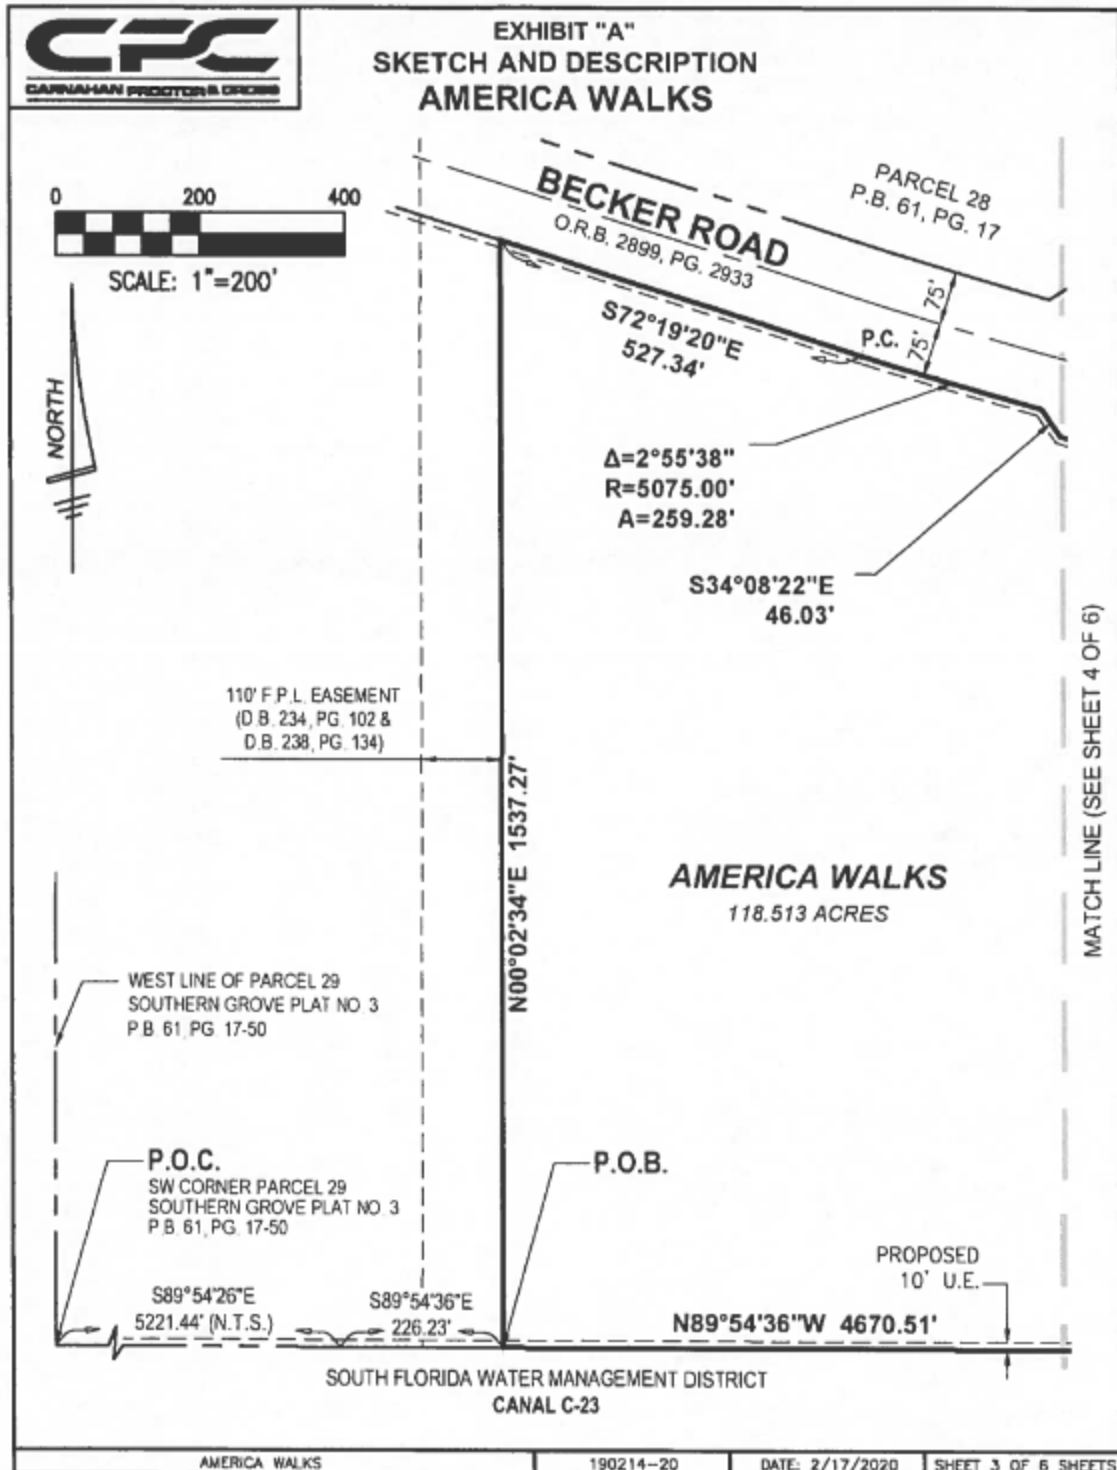 CPC
CARNAHAN PROCTOR & CROSS
EXHIBIT "A"
SKETCH AND DESCRIPTION
AMERICA WALKS
0 200 400
SCALE: 1"=200'
NORTH
BECKER ROAD
O.R.B. 2899, PG. 2933
PARCEL 28
P.B. 61, PG. 17
75'
75'
P.C.
S72°19'20"E
527.34'
Δ=2°55'38"
R=5075.00'
A=259.28'
S34°08'22"E
46.03'
MATCH LINE (SEE SHEET 4 OF 6)
110' F.P.L. EASEMENT
(D.B. 234, PG. 102 &
D.B. 238, PG. 134)
N00°02'34"E 1537.27'
AMERICA WALKS
118.513 ACRES
WEST LINE OF PARCEL 29
SOUTHERN GROVE PLAT NO. 3
P.B. 61, PG. 17-50
P.O.C.
SW CORNER PARCEL 29
SOUTHERN GROVE PLAT NO. 3
P.B. 61, PG. 17-50
P.O.B.
PROPOSED
10' U.E.
S89°54'26"E
5221.44' (N.T.S.)
S89°54'36"E
226.23'
N89°54'36"W 4670.51'
SOUTH FLORIDA WATER MANAGEMENT DISTRICT
CANAL C-23
AMERICA WALKS 190214-20 DATE: 2/17/2020 SHEET 3 OF 6 SHEETS